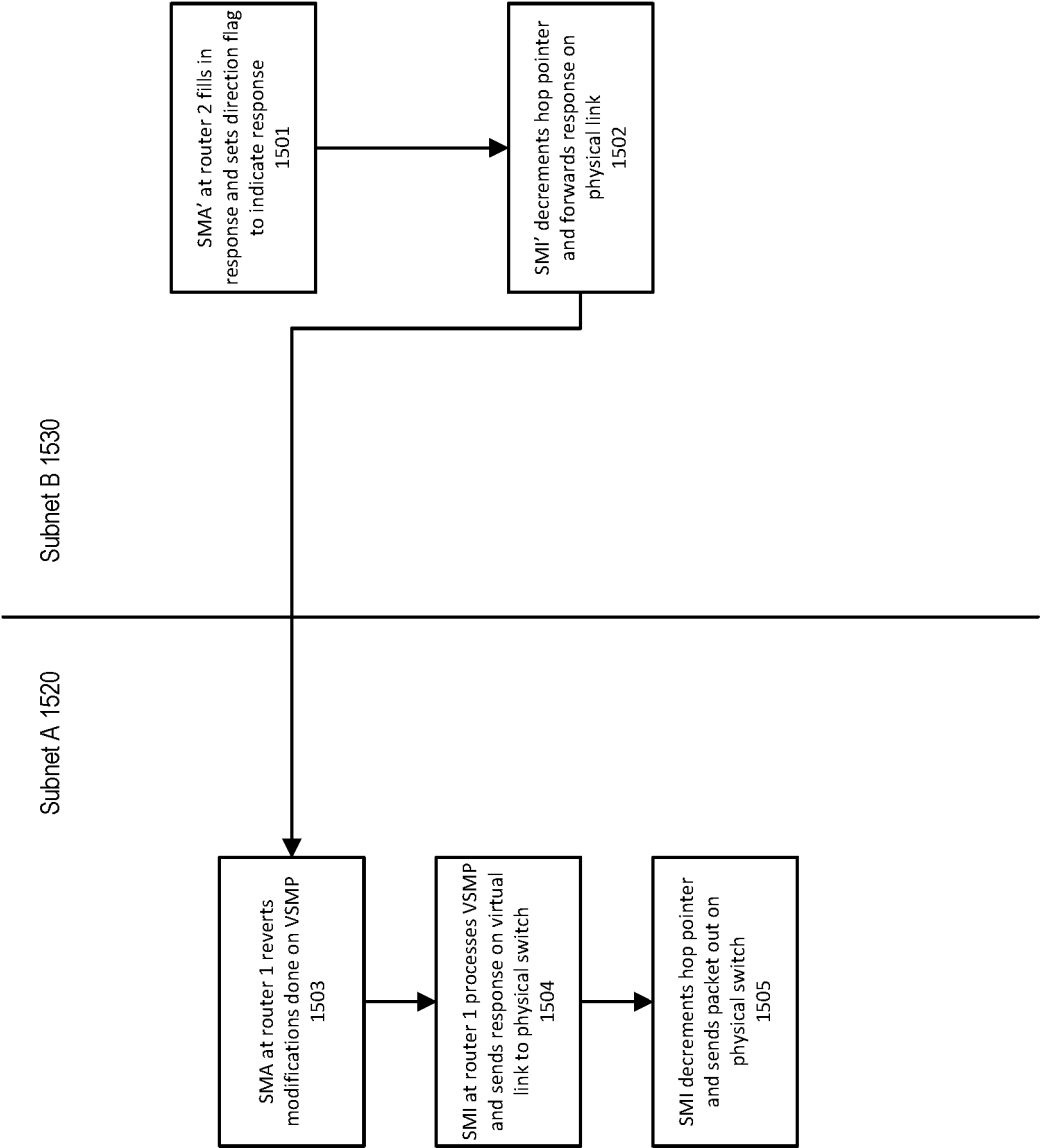 Subnet A 1520
Subnet B 1530
SMA' at router 2 fills in
response and sets direction flag
to indicate response
1501
SMI' decrements hop pointer
and forwards response on
physical link
1502
SMA at router 1 reverts
modifications done on VSMP
1503
SMI at router 1 processes VSMP
and sends response on virtual
link to physical switch
1504
SMI decrements hop pointer
and sends packet out on
physical switch
1505